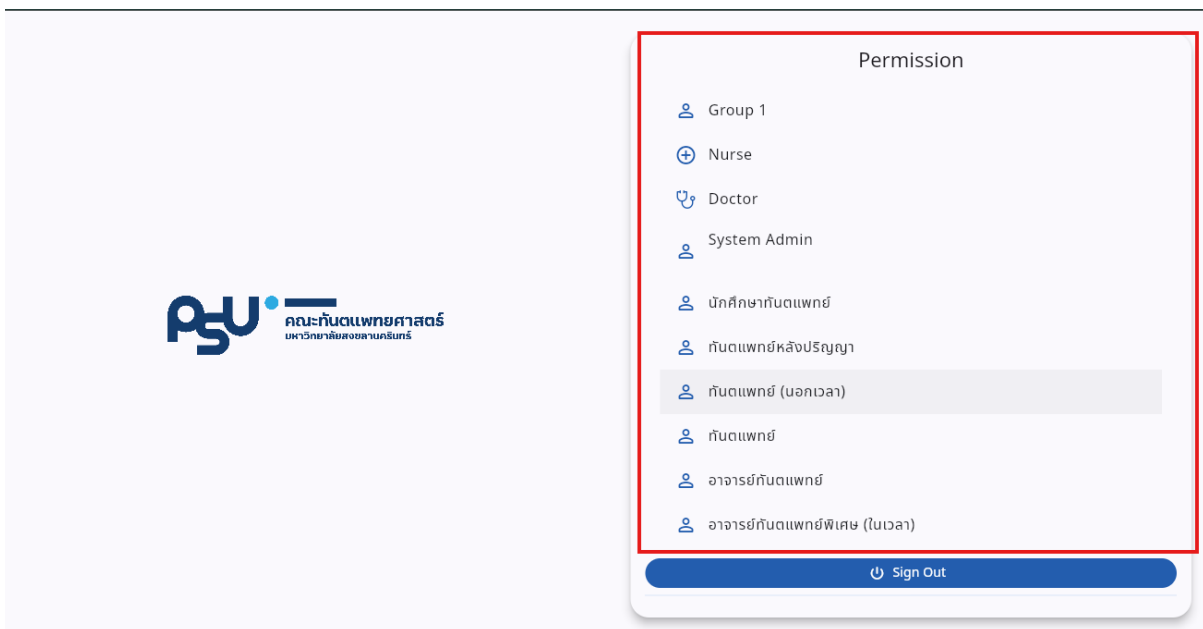 PSU
คณะทันตแพทยศาสตร์
มหาวิทยาลัยสงขลานครินทร์
Permission
Group 1
Nurse
Doctor
System Admin
นักศึกษาทันตแพทย์
ทันตแพทย์หลังปริญญา
ทันตแพทย์ (นอกเวลา)
ทันตแพทย์
อาจารย์ทันตแพทย์
อาจารย์ทันตแพทย์พิเศษ (ในเวลา)
Sign Out